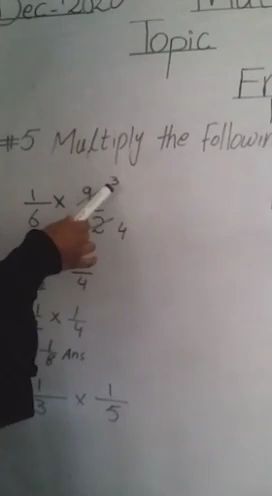 Dec-2020
Topic
#5 Multiply the Followin
1/6 × 9/12 3 4
4
× 1/4
1/8 Ans
1/3 × 1/5